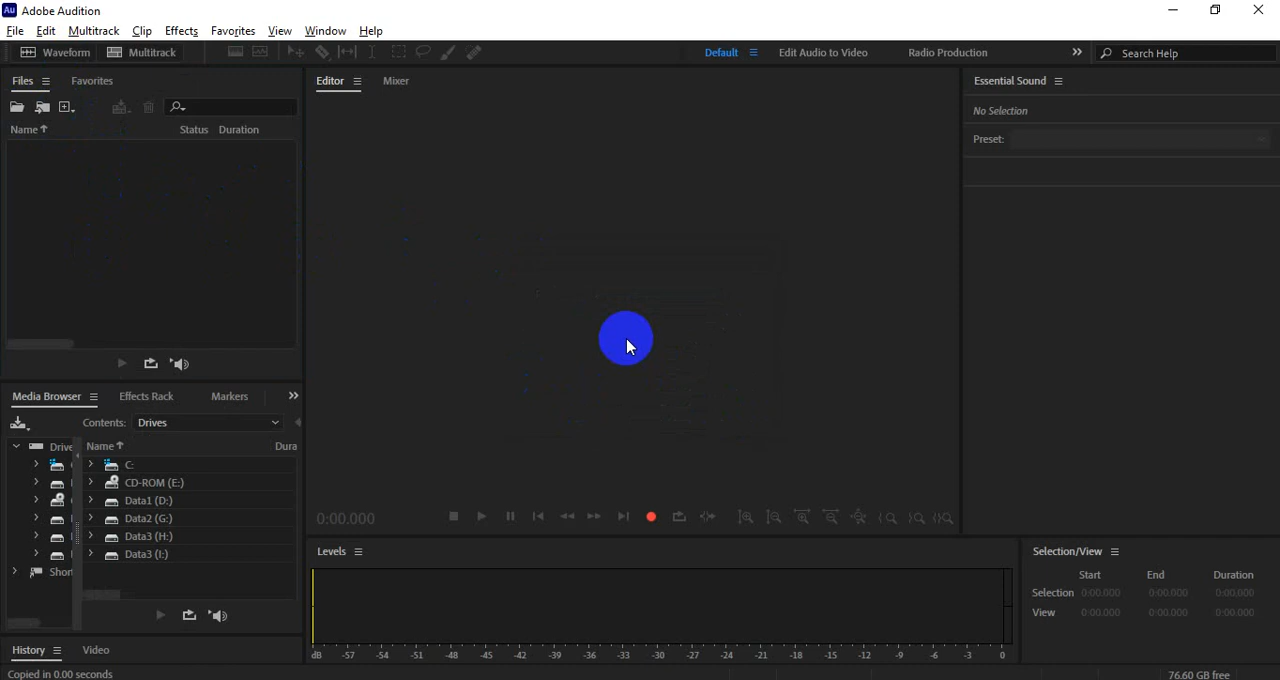 Au Adobe Audition
File Edit Multitrack Clip Effects Favorites View Window Help
Waveform Multitrack Default Edit Audio to Video Radio Production Search Help
Files Favorites
Name Status Duration
Editor Mixer
Essential Sound
No Selection
Preset:
Media Browser Effects Rack Markers
Contents: Drives
Drive Name Dura
C:
CD-ROM (E:)
Data1 (D:)
Data2 (G:)
Data3 (H:)
Data3 (I:)
Short
0:00.000
Levels
dB -57 -54 -51 -48 -45 -42 -39 -36 -33 -30 -27 -24 -21 -18 -15 -12 -9 -6 -3 0
Selection/View
Start End Duration
Selection 0:00.000 0:00.000 0:00.000
View 0:00.000 0:00.000 0:00.000
History Video
Copied in 0.00 seconds 76.60 GB free